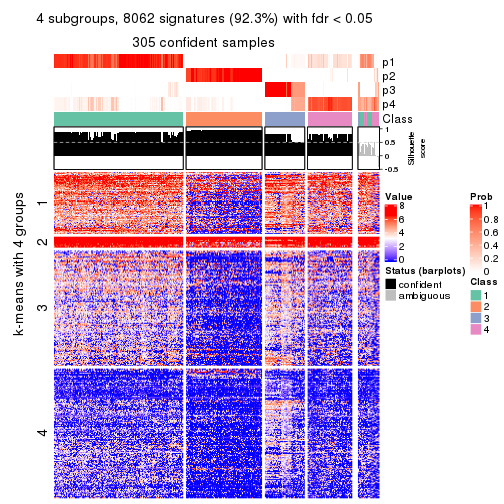 4 subgroups, 8062 signatures (92.3%) with fdr < 0.05
305 confident samples
p1
p2
p3
p4
Class
1
0.5
0
-0.5
Silhouette
score
k-means with 4 groups
1
2
3
4
Value
8
6
4
2
0
Status (barplots)
confident
ambiguous
Prob
1
0.8
0.6
0.4
0.2
0
Class
1
2
3
4